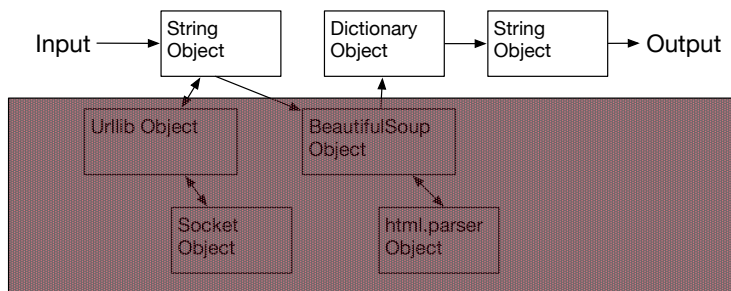 Input
String
Object
Dictionary
Object
String
Object
Output
Urllib Object
BeautifulSoup
Object
Socket
Object
html.parser
Object